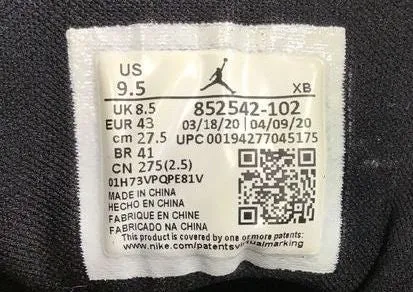 US
9.5
XB
UK 8.5
852542-102
EUR 43
03/18/20 04/09/20
cm 27.5
UPC 00194277045175
BR 41
CN 275(2.5)
01H73VPQPE81V
MADE IN CHINA
HECHO EN CHINA
FABRIQUE EN CHINE
FABRICADO NA CHINA
This product is covered by one or more patents:
www.nike.com/patentsvirtualmarking